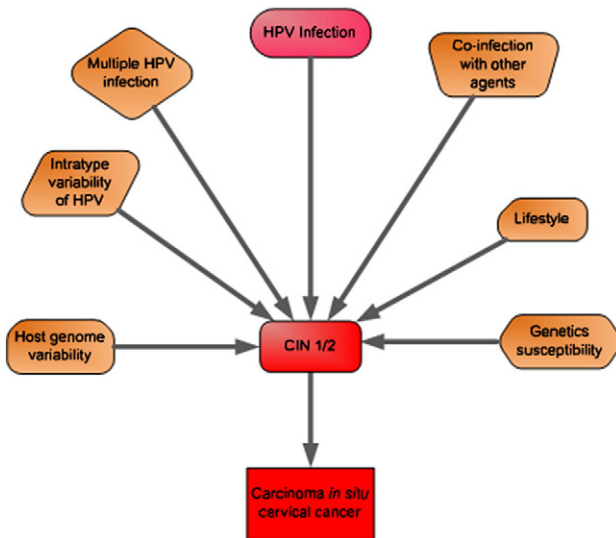 HPV Infection
Multiple HPV
infection
Co-infection
with other
agents
Intratype
variability
of HPV
Lifestyle
Host genome
variability
CIN 1/2
Genetics
susceptibility
Carcinoma in situ
cervical cancer